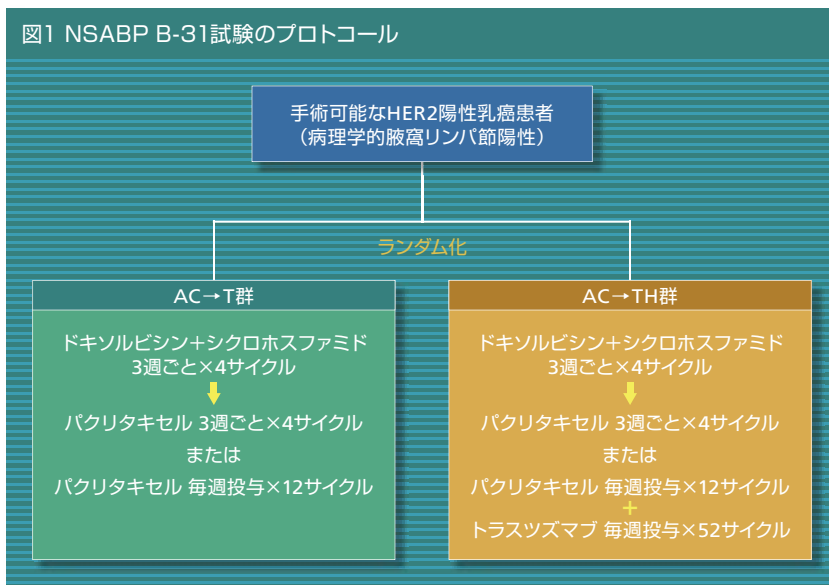 図1 NSABP B-31試験のプロトコール
手術可能なHER2陽性乳癌患者
（病理学的腋窩リンパ節陽性）
ランダム化
AC→T群
ドキソルビシン＋シクロホスファミド
3週ごと×4サイクル
パクリタキセル 3週ごと×4サイクル
または
パクリタキセル 毎週投与×12サイクル
AC→TH群
ドキソルビシン＋シクロホスファミド
3週ごと×4サイクル
パクリタキセル 3週ごと×4サイクル
または
パクリタキセル 毎週投与×12サイクル
＋
トラスツズマブ 毎週投与×52サイクル